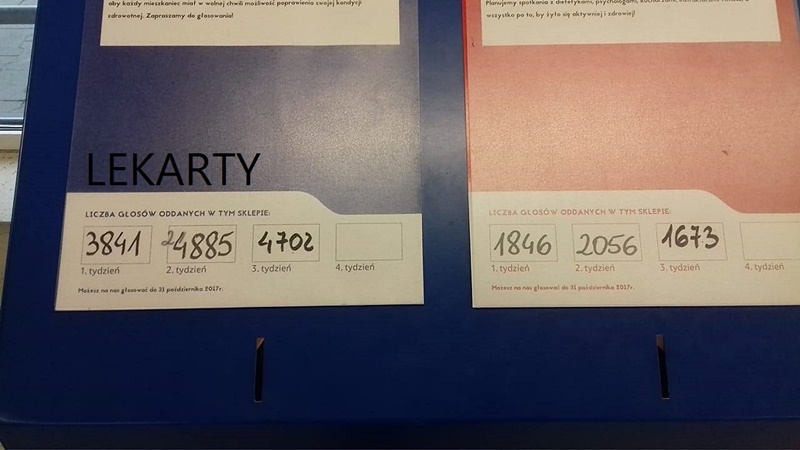 aby każdy mieszkaniec miał w wolnej chwili możliwość poprawienia swojej kondycji
zdrowotnej. Zapraszamy do głosowania!
LEKARTY
LICZBA GŁOSÓW ODDANYCH W TYM SKLEPIE:
3841 24885 4702
1. tydzień 2. tydzień 3. tydzień 4. tydzień
Możesz na nas głosować do 31 października 2017r.
Planujemy spotkania z dietetykami, psychologami,
wszystko po to, by żyło się aktywniej i zdrowiej!
LICZBA GŁOSÓW ODDANYCH W TYM SKLEPIE:
1846 2056 1673
1. tydzień 2. tydzień 3. tydzień 4. tydzień
Możesz na nas głosować do 31 października 2017r.